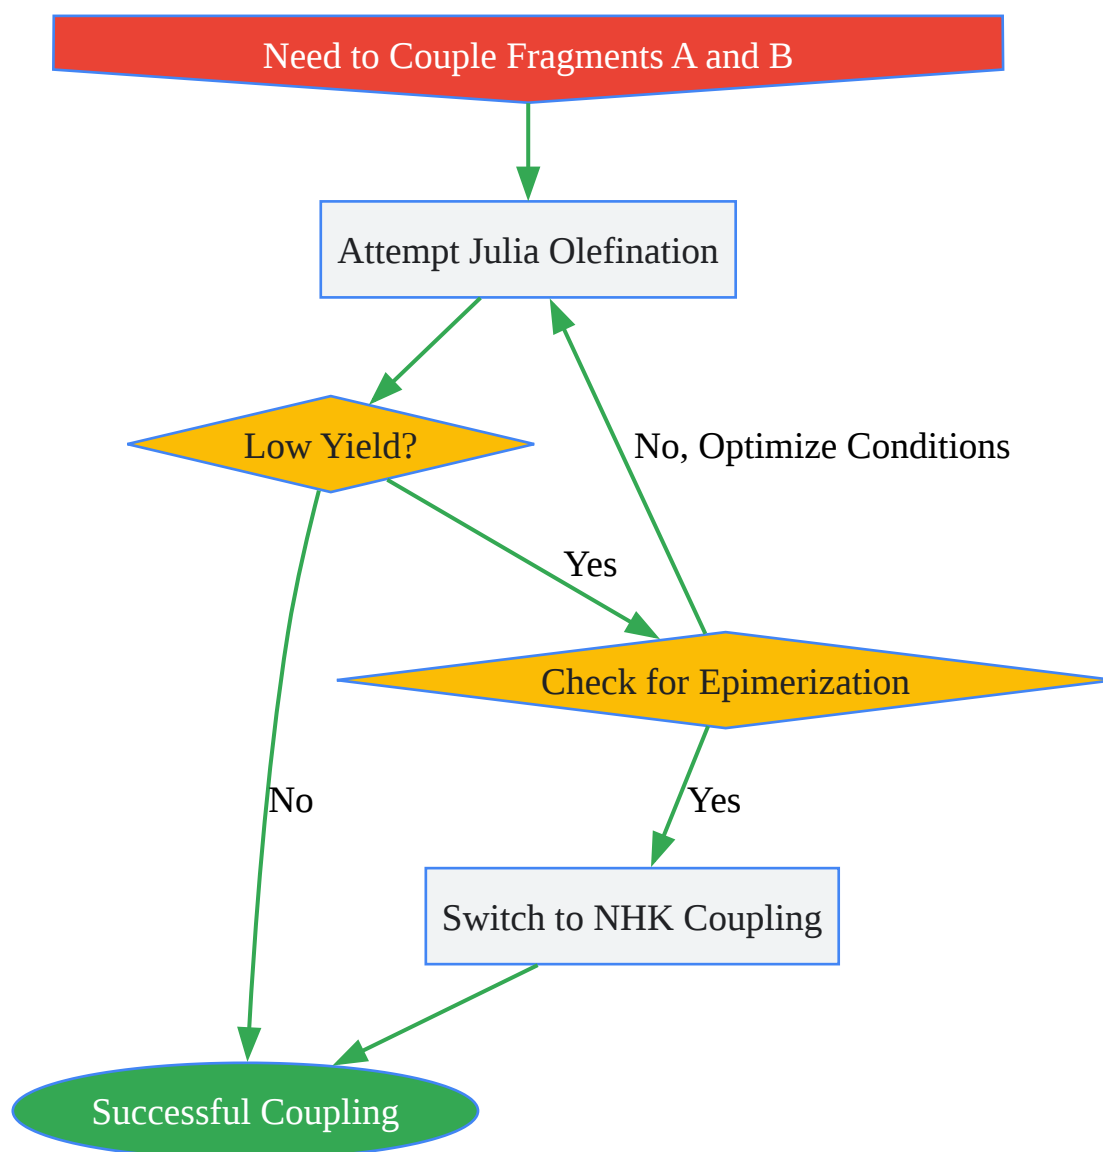 Need to Couple Fragments A and B
Attempt Julia Olefination
Low Yield?
No, Optimize Conditions
Yes
Check for Epimerization
No
Yes
Switch to NHK Coupling
Successful Coupling